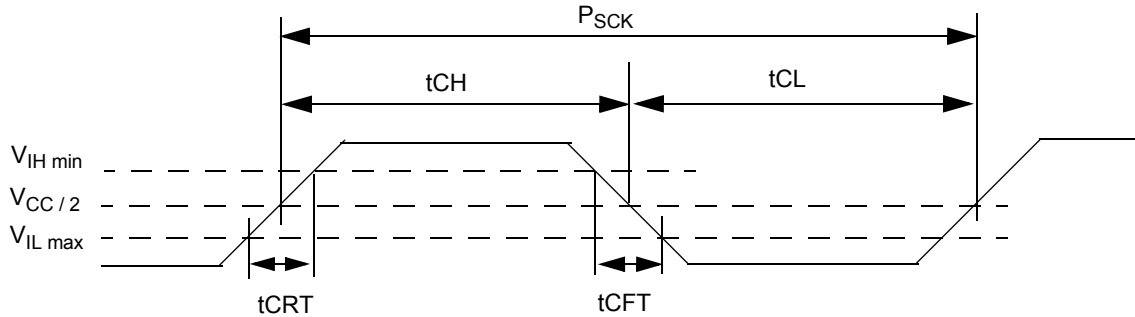 PSCK
tCH
tCL
VIH min
VCC / 2
VIL max
tCRT
tCFT